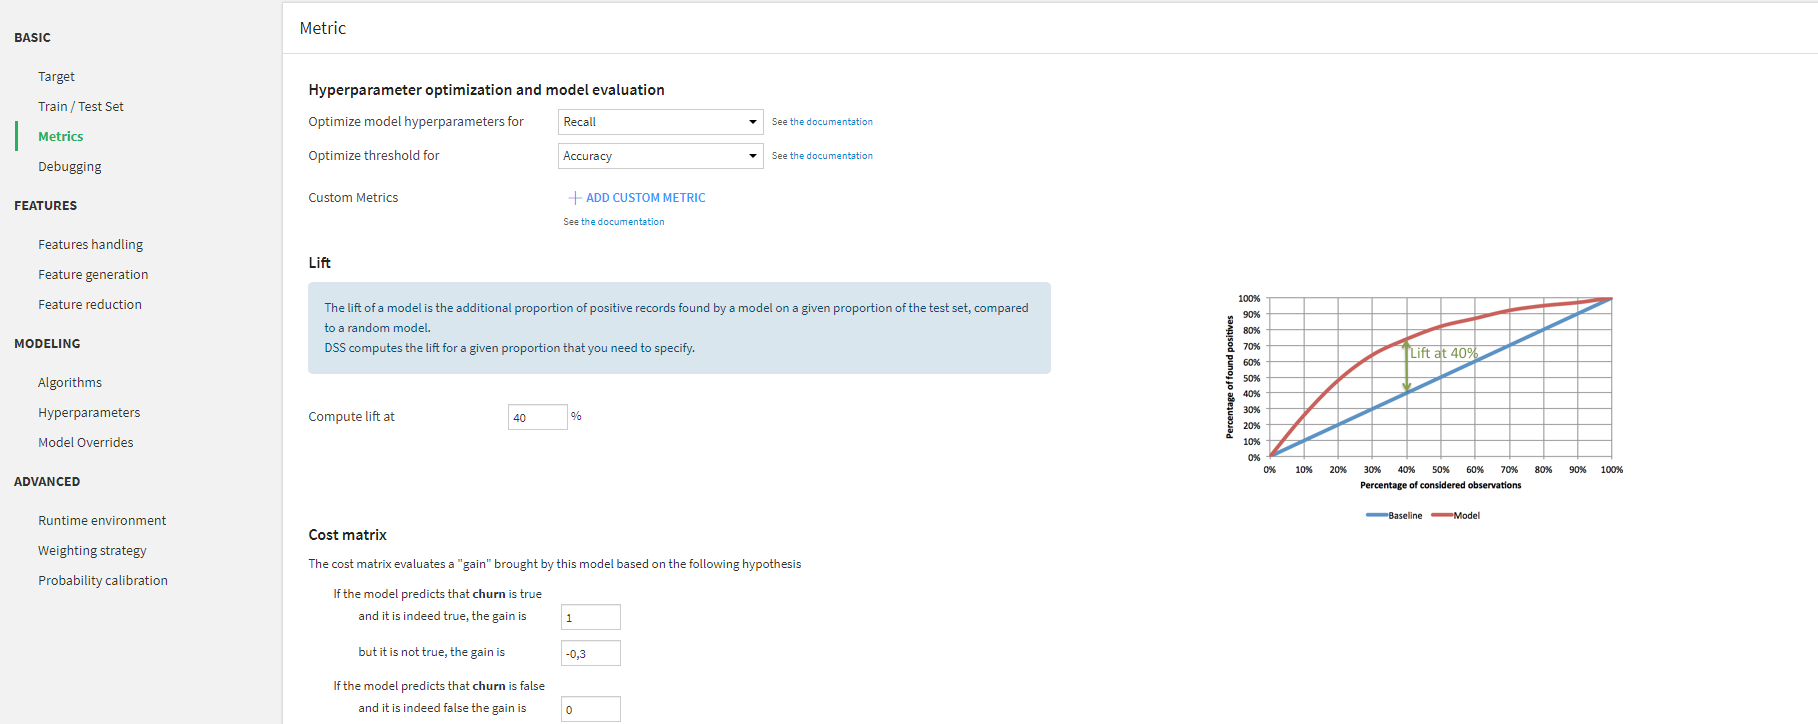 BASIC
Target
Train / Test Set
Metrics
Debugging
FEATURES
Features handling
Feature generation
Feature reduction
MODELING
Algorithms
Hyperparameters
Model Overrides
ADVANCED
Runtime environment
Weighting strategy
Probability calibration
Metric
Hyperparameter optimization and model evaluation
Optimize model hyperparameters for Recall See the documentation
Optimize threshold for Accuracy See the documentation
Custom Metrics + ADD CUSTOM METRIC
See the documentation
Lift
The lift of a model is the additional proportion of positive records found by a model on a given proportion of the test set, compared
to a random model.
DSS computes the lift for a given proportion that you need to specify.
Compute lift at 40 %
Percentage of found positives
100%
90%
80%
70%
60%
50%
40%
30%
20%
10%
0%
Lift at 40%
0% 10% 20% 30% 40% 50% 60% 70% 80% 90% 100%
Percentage of considered observations
Baseline Model
Cost matrix
The cost matrix evaluates a "gain" brought by this model based on the following hypothesis
If the model predicts that churn is true
and it is indeed true, the gain is 1
but it is not true, the gain is -0,3
If the model predicts that churn is false
and it is indeed false the gain is 0